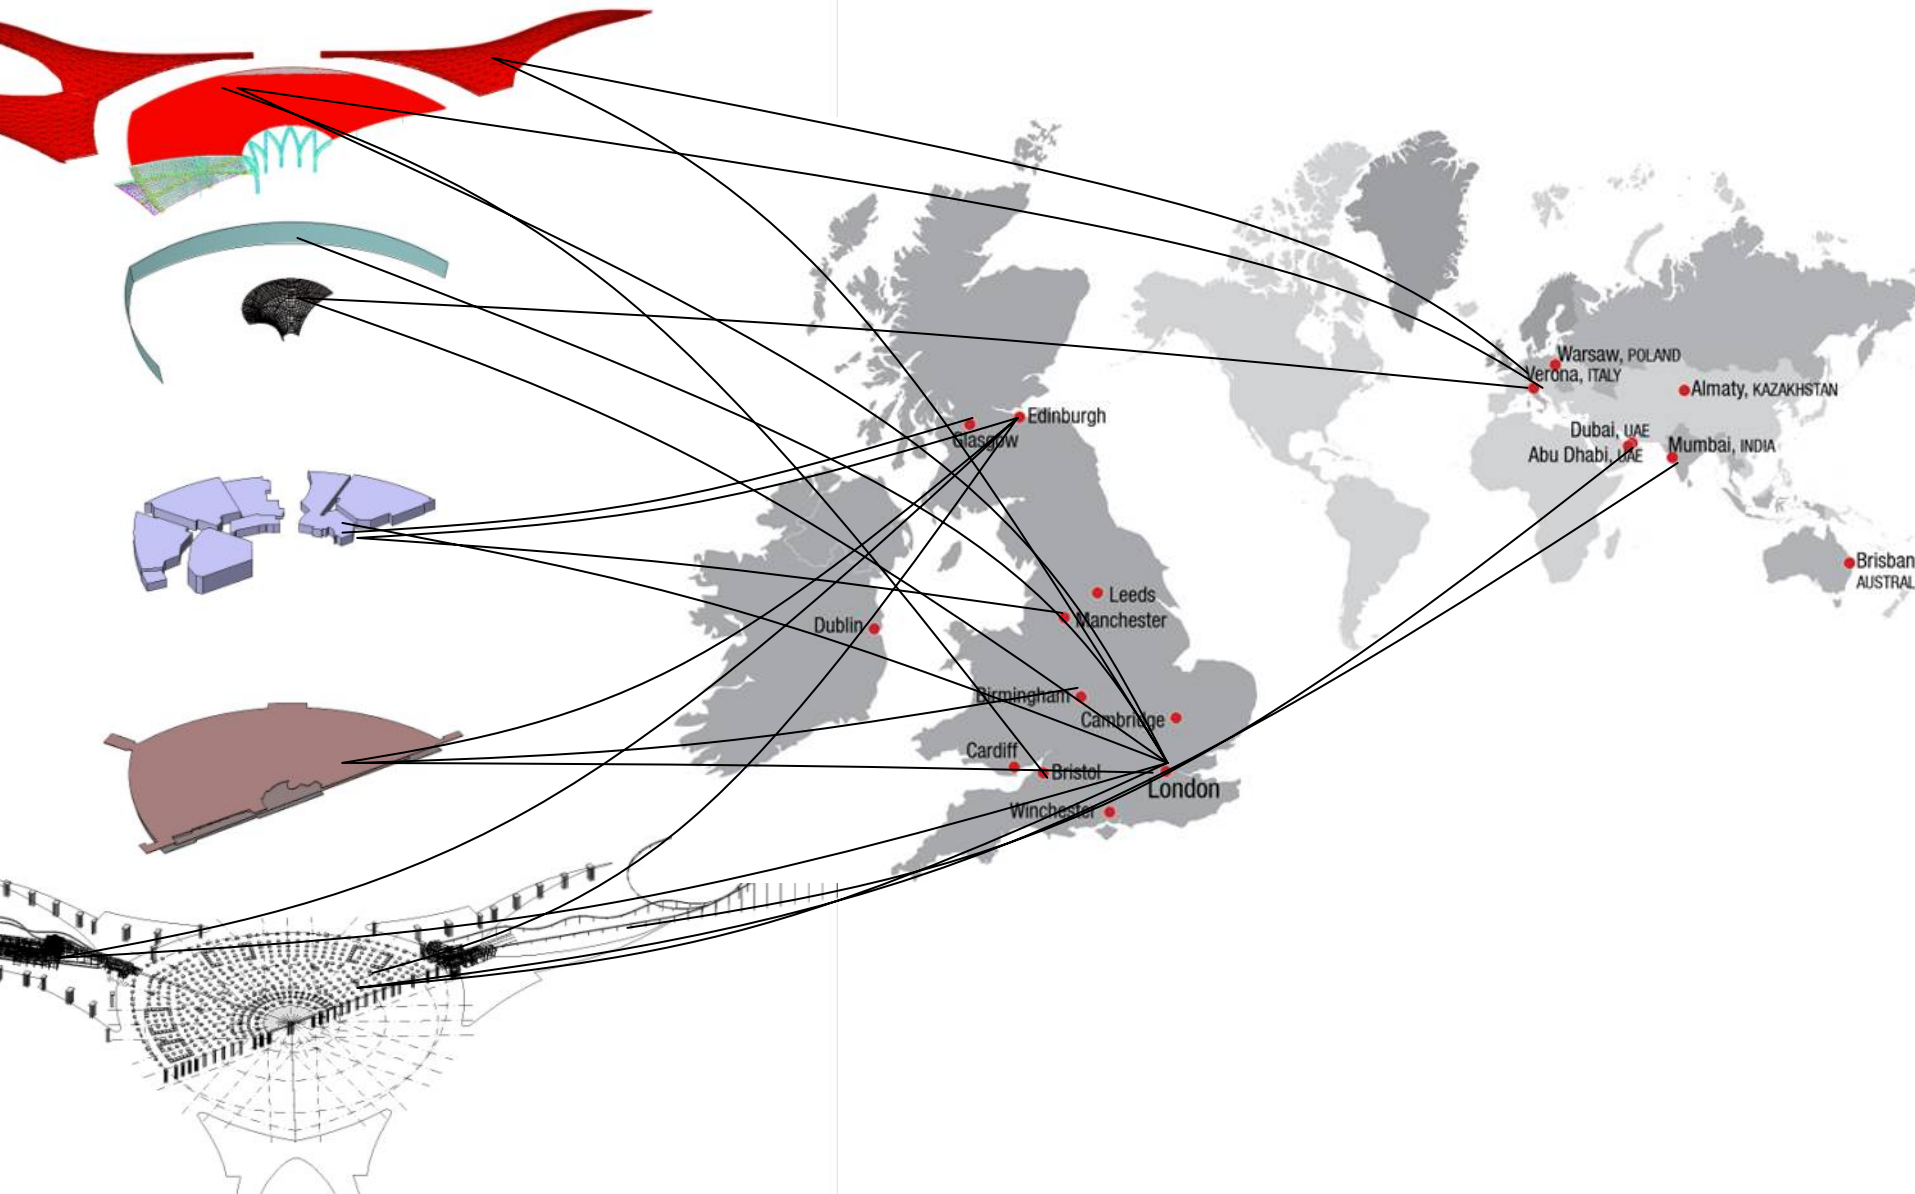 Warsaw, POLAND
Verona, ITALY
Almaty, KAZAKHSTAN
Edinburgh
Glasgow
Dubai, UAE
Abu Dhabi, UAE
Mumbai, INDIA
Brisban
AUSTRAL
Leeds
Manchester
Dublin
Birmingham
Cambridge
Cardiff
Bristol
London
Winchester